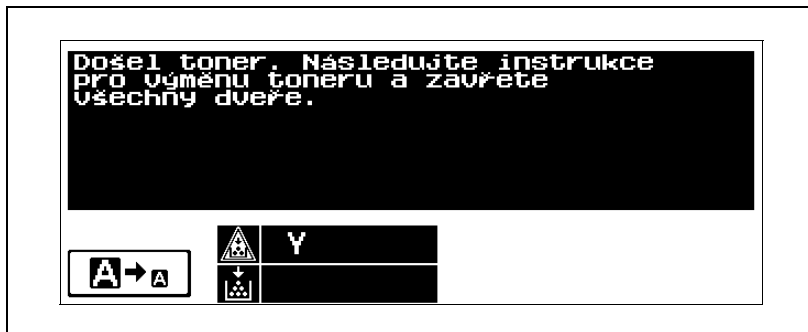 Došel toner. Následujte instrukce
pro výměnu toneru a zavřete
všechny dveře.
Y
A→A